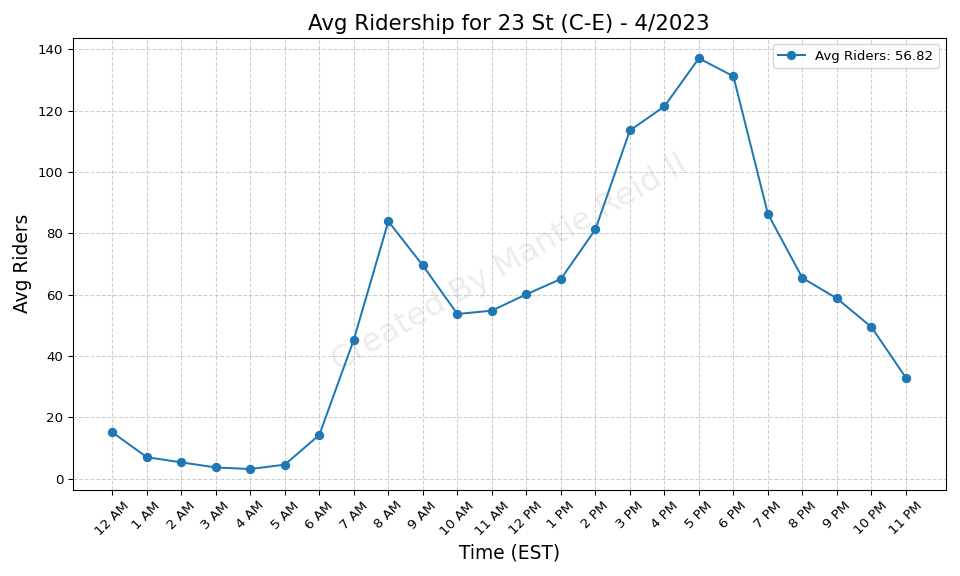 Avg Ridership for 23 St (C-E) - 4/2023
Avg Riders: 56.82
Avg Riders
140
120
100
80
60
40
20
0
Created By Mantle Reid II
12 AM
1 AM
2 AM
3 AM
4 AM
5 AM
6 AM
7 AM
8 AM
9 AM
10 AM
11 AM
12 PM
1 PM
2 PM
3 PM
4 PM
5 PM
6 PM
7 PM
8 PM
9 PM
10 PM
11 PM
Time (EST)